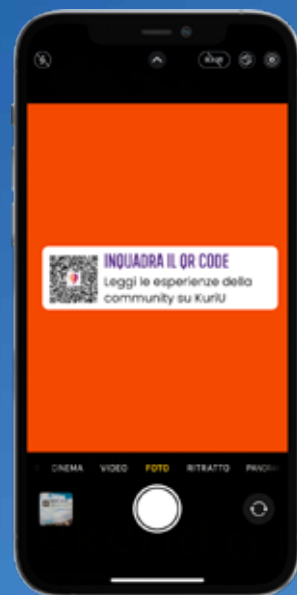 INQUADRA IL QR CODE
Leggi le esperienze della
community su KuriU
CINEMA VIDEO FOTO RITRATTO